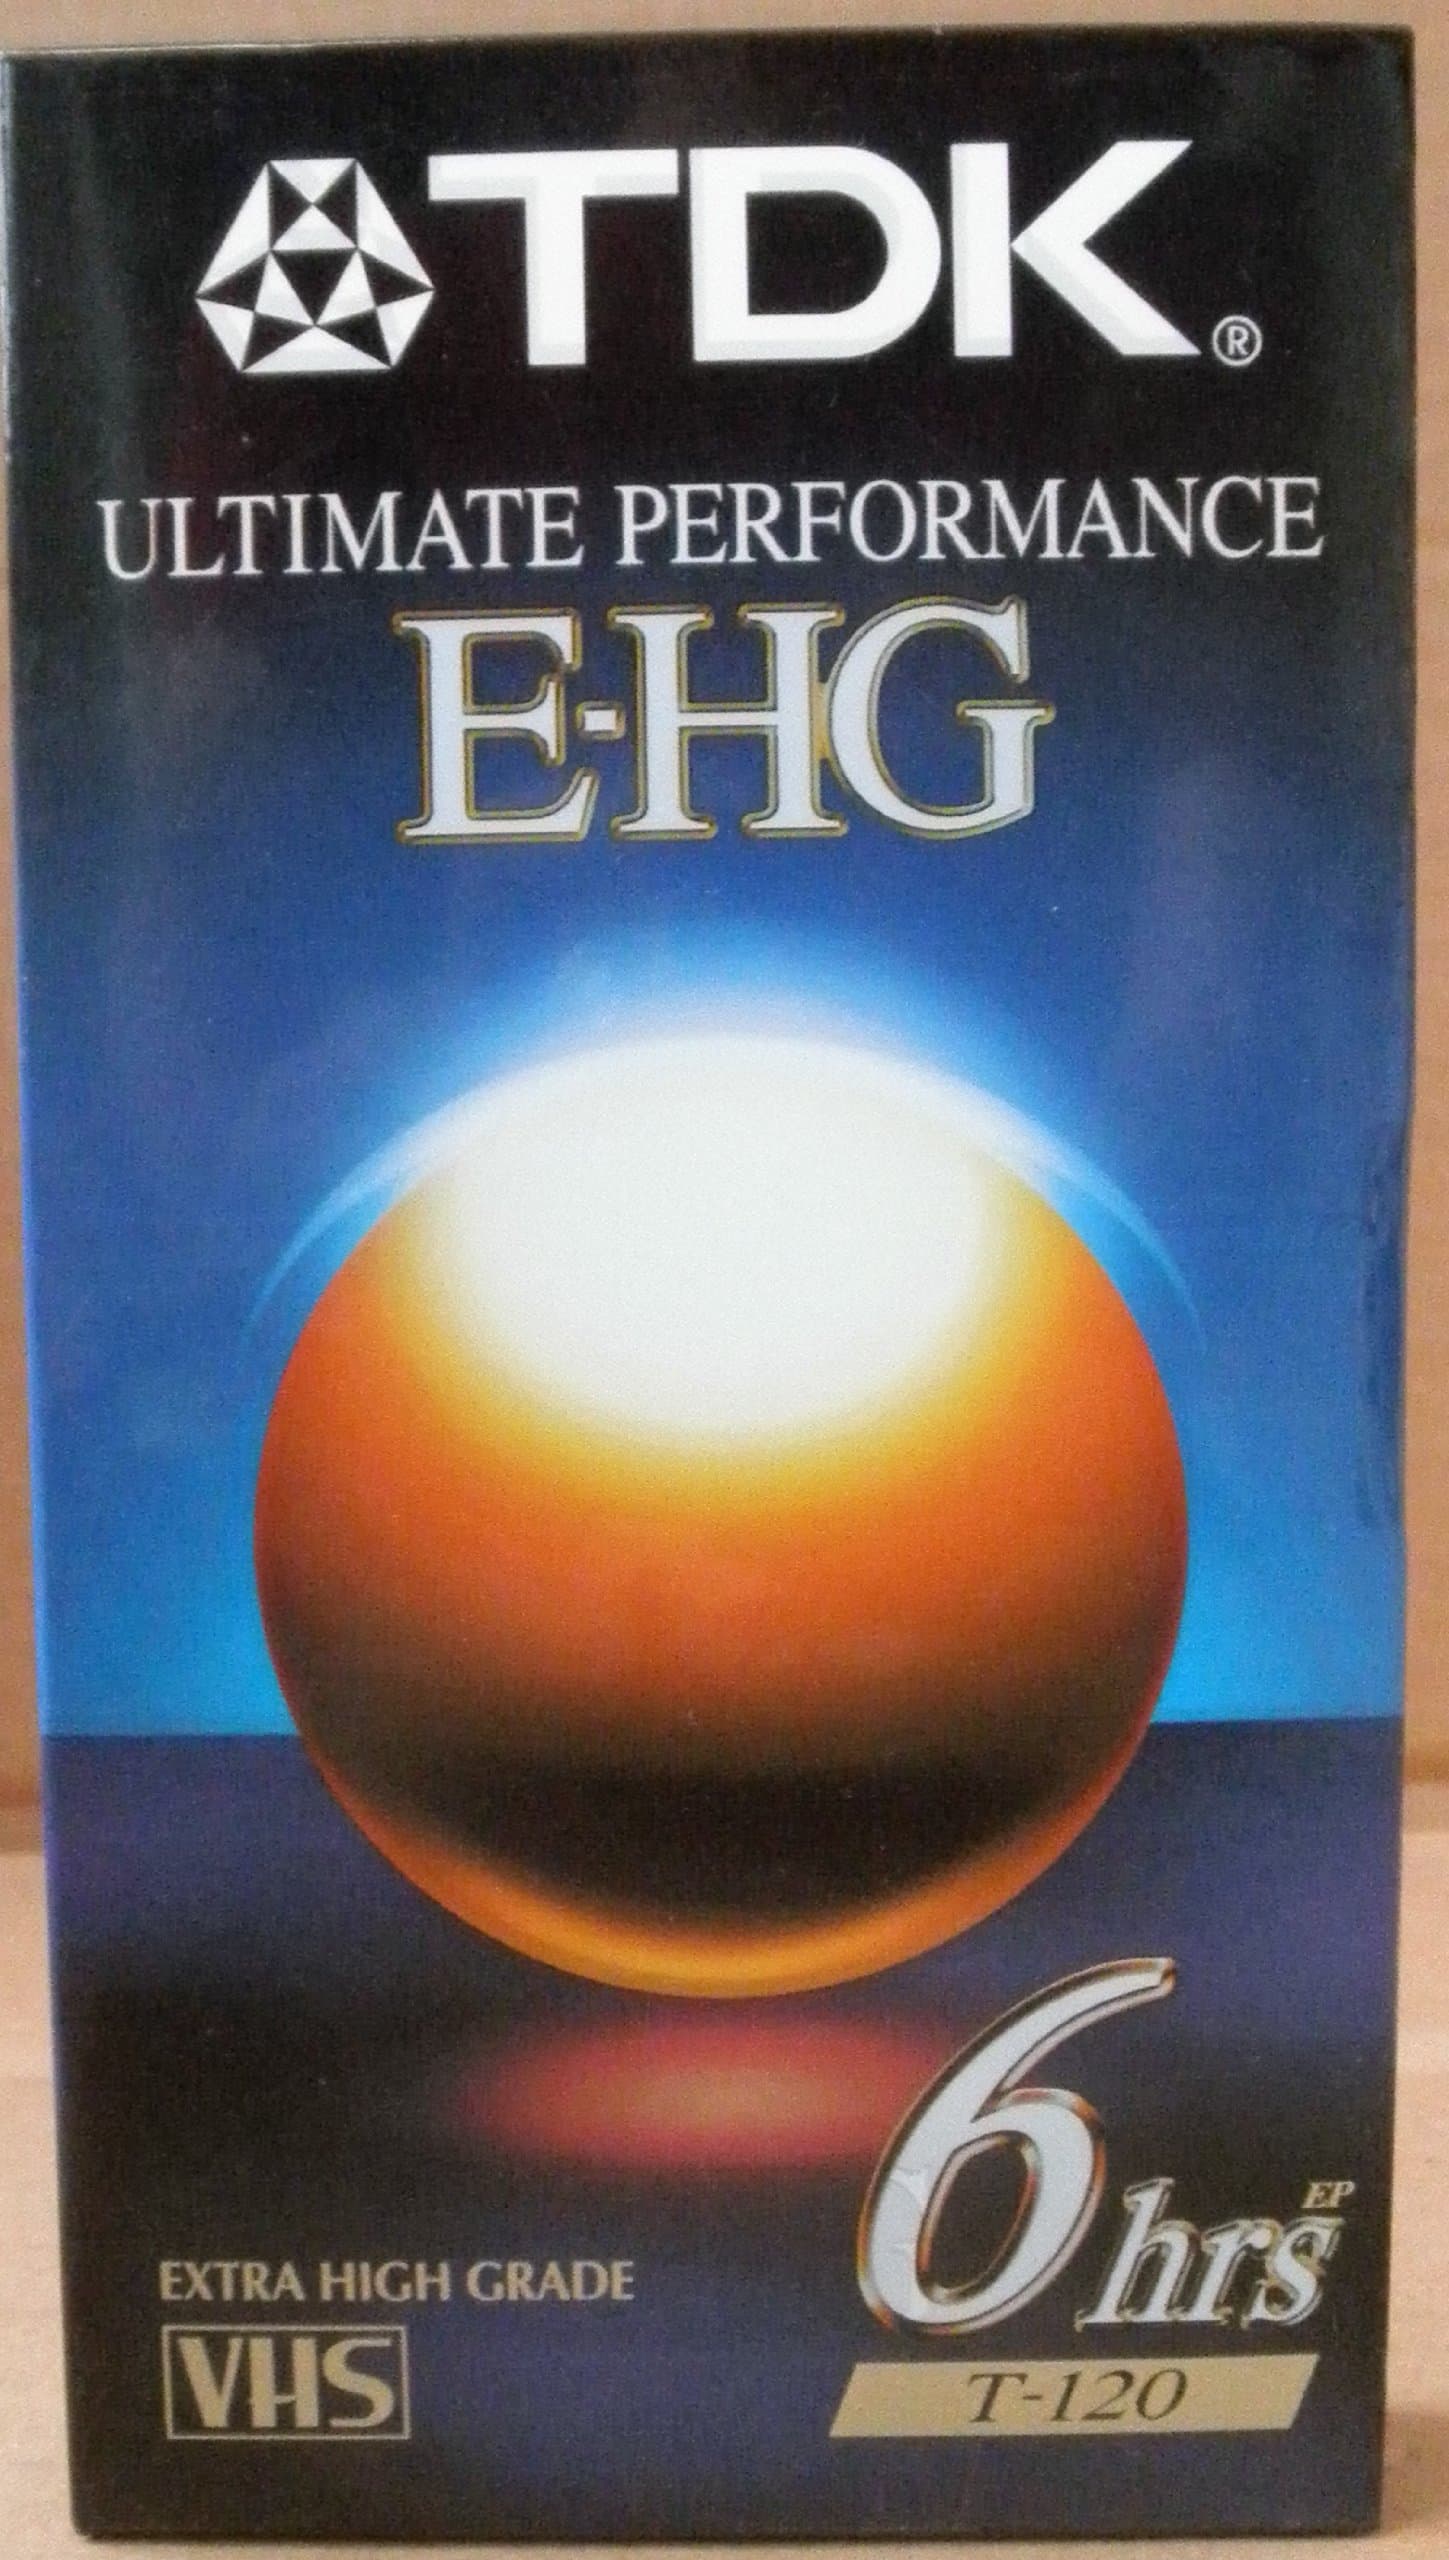 TDK®
ULTIMATE PERFORMANCE
E-HG
6 hrs EP
EXTRA HIGH GRADE
VHS
T-120